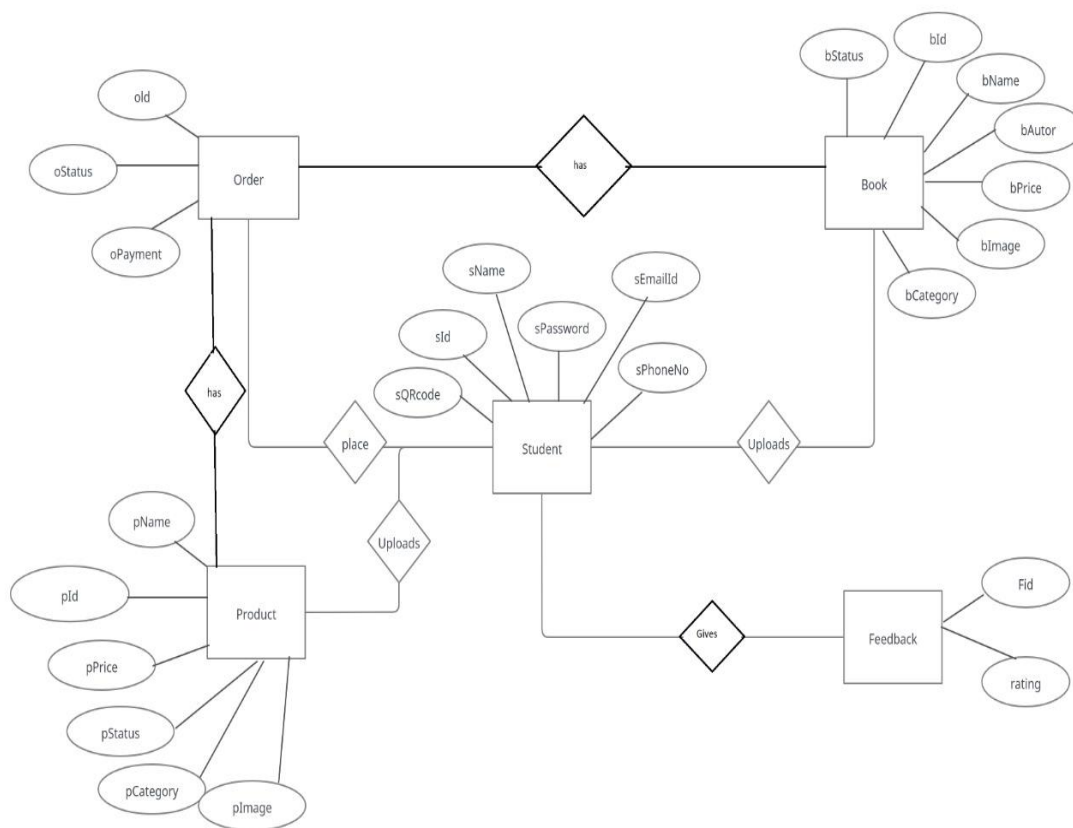 bId
bStatus
bName
oId
bAutor
oStatus
Order
has
Book
bPrice
oPayment
bImage
sName
sEmailId
bCategory
sId
sPassword
sPhoneNo
sQRcode
has
place
Student
Uploads
pName
Uploads
pId
Product
Fid
Gives
Feedback
pPrice
rating
pStatus
pCategory
pImage